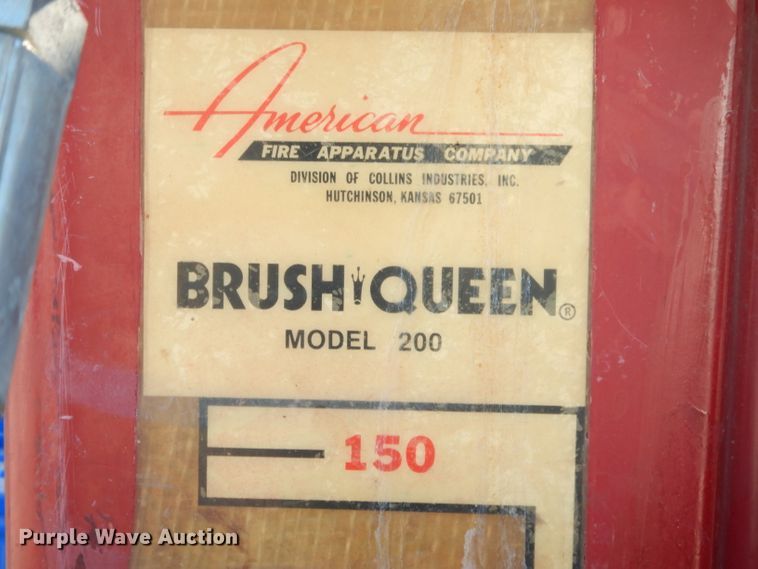 American
FIRE APPARATUS COMPANY
DIVISION OF COLLINS INDUSTRIES, INC.
HUTCHINSON, KANSAS 67501
BRUSH QUEEN®
MODEL 200
150
Purple Wave Auction